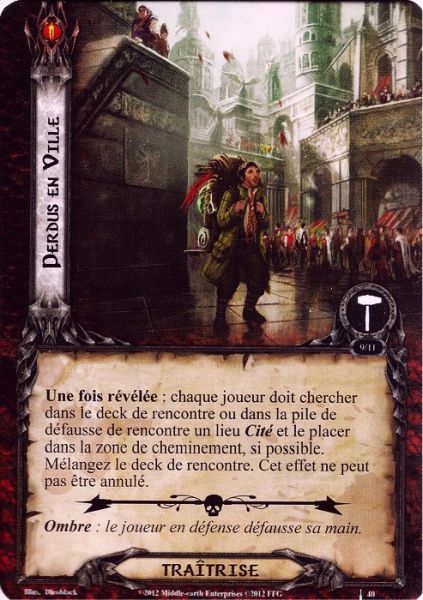 Perdus en Ville
9/11
Une fois révélée : chaque joueur doit chercher
dans le deck de rencontre ou dans la pile de
défausse de rencontre un lieu Cité et le placer
dans la zone de cheminement, si possible.
Mélangez le deck de rencontre. Cet effet ne peut
pas être annulé.
Ombre : le joueur en défense défausse sa main.
TRAÎTRISE
Illus. Dleoblack
©2012 Middle-earth Enterprises ©2012 FFG
40